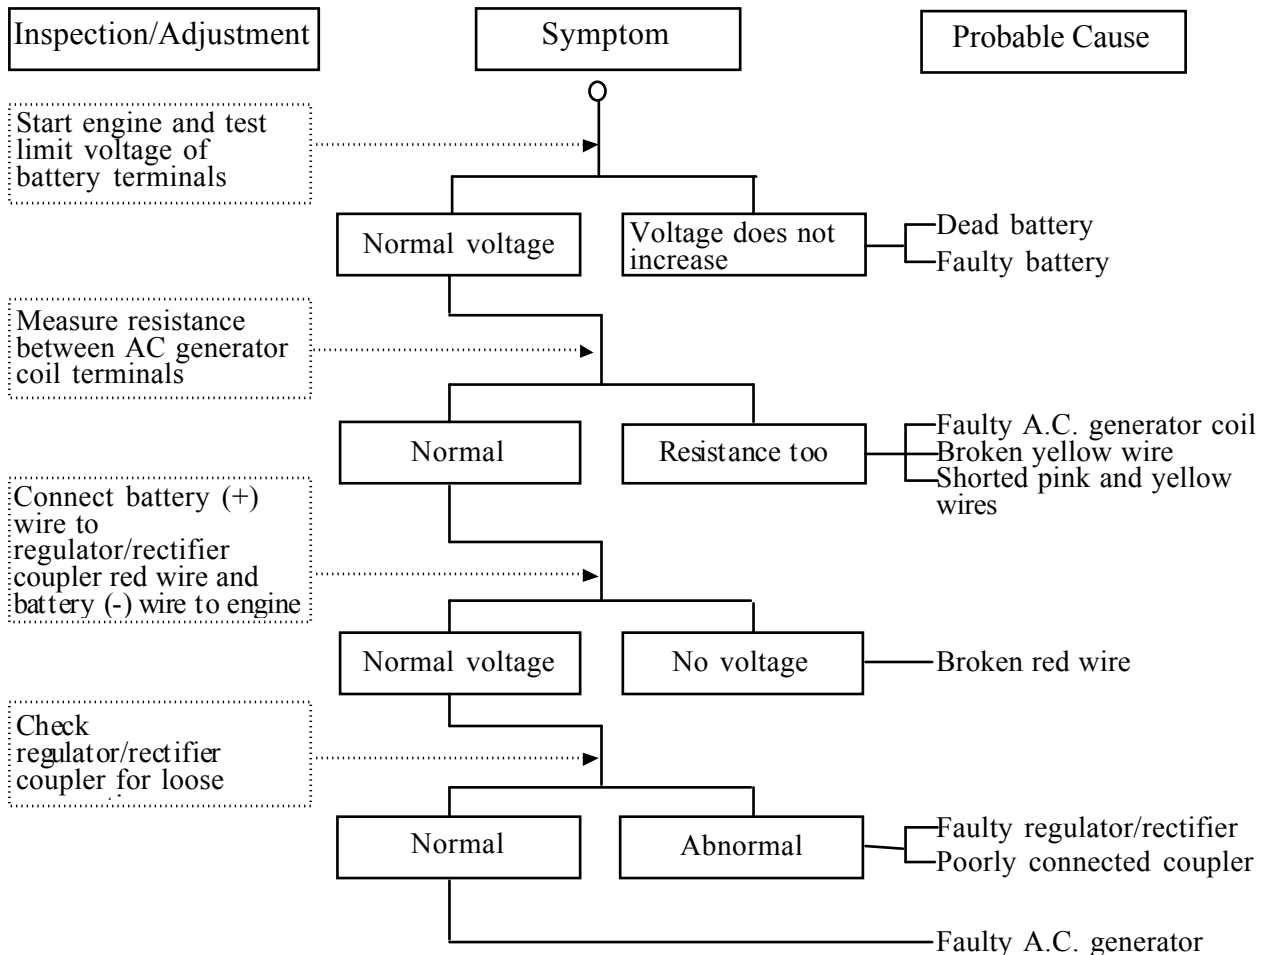 Inspection/Adjustment
Symptom
Probable Cause
Start engine and test
limit voltage of
battery terminals
Normal voltage
Voltage does not
increase
Dead battery
Faulty battery
Measure resistance
between AC generator
coil terminals
Normal
Resistance too
Faulty A.C. generator coil
Broken yellow wire
Shorted pink and yellow
wires
Connect battery (+)
wire to
regulator/rectifier
coupler red wire and
battery (-) wire to engine
Normal voltage
No voltage
Broken red wire
Check
regulator/rectifier
coupler for loose
Normal
Abnormal
Faulty regulator/rectifier
Poorly connected coupler
Faulty A.C. generator